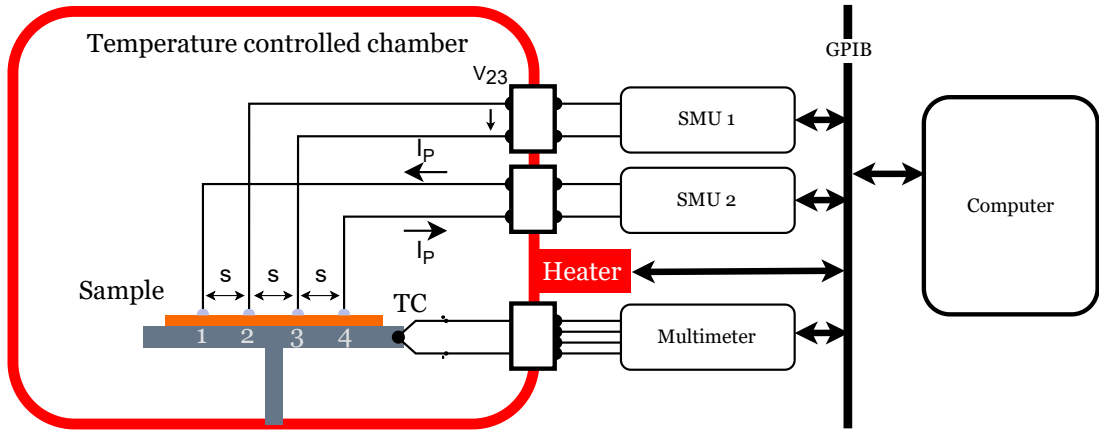 Temperature controlled chamber
GPIB
V23
SMU 1
IP
SMU 2
Computer
IP
Heater
s s s
Sample
TC
1 2 3 4
Multimeter